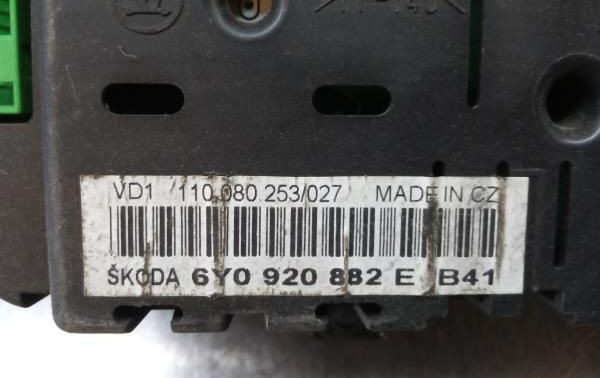 VD1 110.080.253/027 MADE IN CZ
ŠKODA 6Y0 920 882 E B41